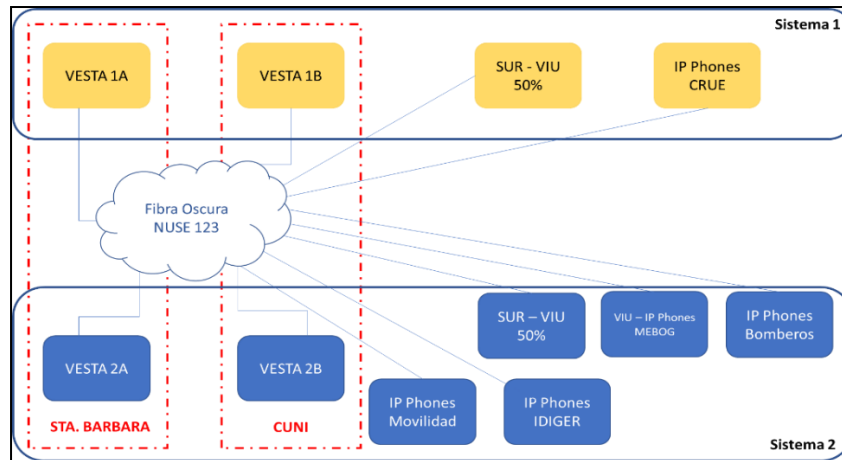 Sistema 1
VESTA 1A
VESTA 1B
SUR - VIU
50%
IP Phones
CRUE
Fibra Oscura
NUSE 123
SUR – VIU
50%
VIU – IP Phones
MEBOG
IP Phones
Bomberos
VESTA 2A
VESTA 2B
IP Phones
Movilidad
IP Phones
IDIGER
STA. BARBARA
CUNI
Sistema 2